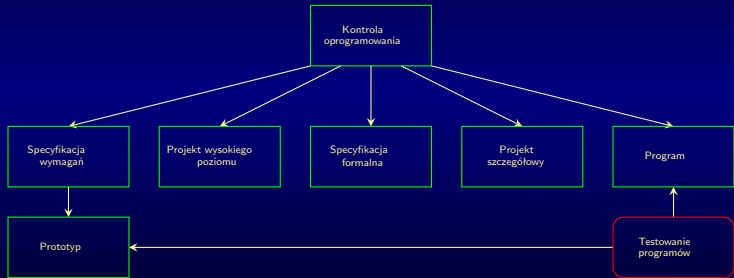 Kontrola
oprogramowania
Specyfikacja
wymagań
Projekt wysokiego
poziomu
Specyfikacja
formalna
Projekt
szczegółowy
Program
Prototyp
Testowanie
programów